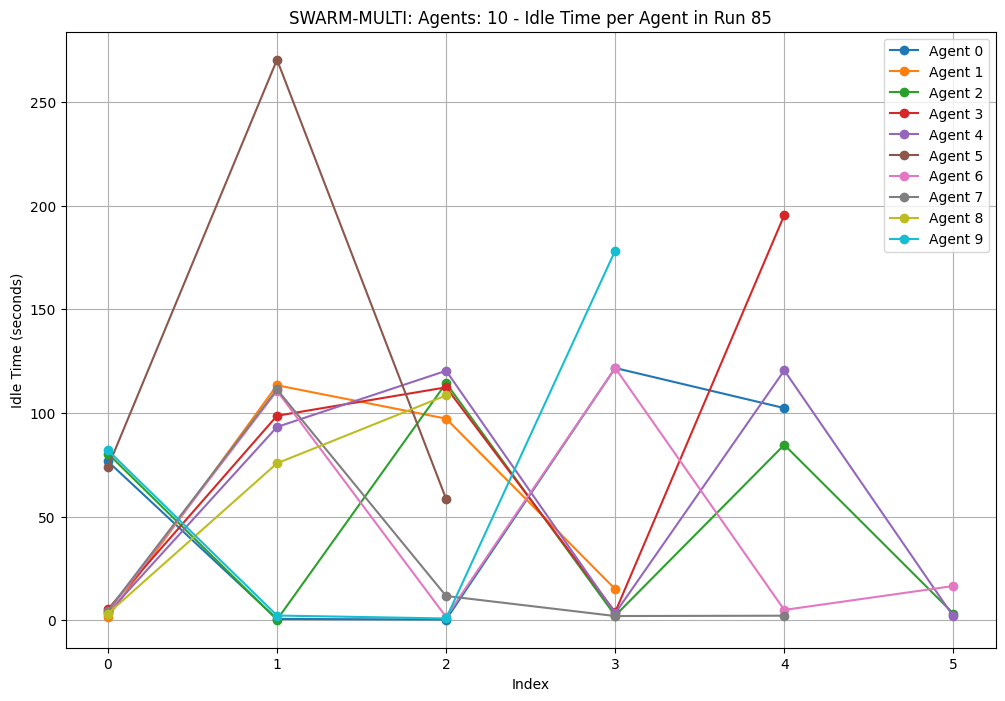 SWARM-MULTI: Agents: 10 - Idle Time per Agent in Run 85
Agent 0
Agent 1
Agent 2
Agent 3
Agent 4
Agent 5
Agent 6
Agent 7
Agent 8
Agent 9
Idle Time (seconds)
250
200
150
100
50
0
0 1 2 3 4 5
Index